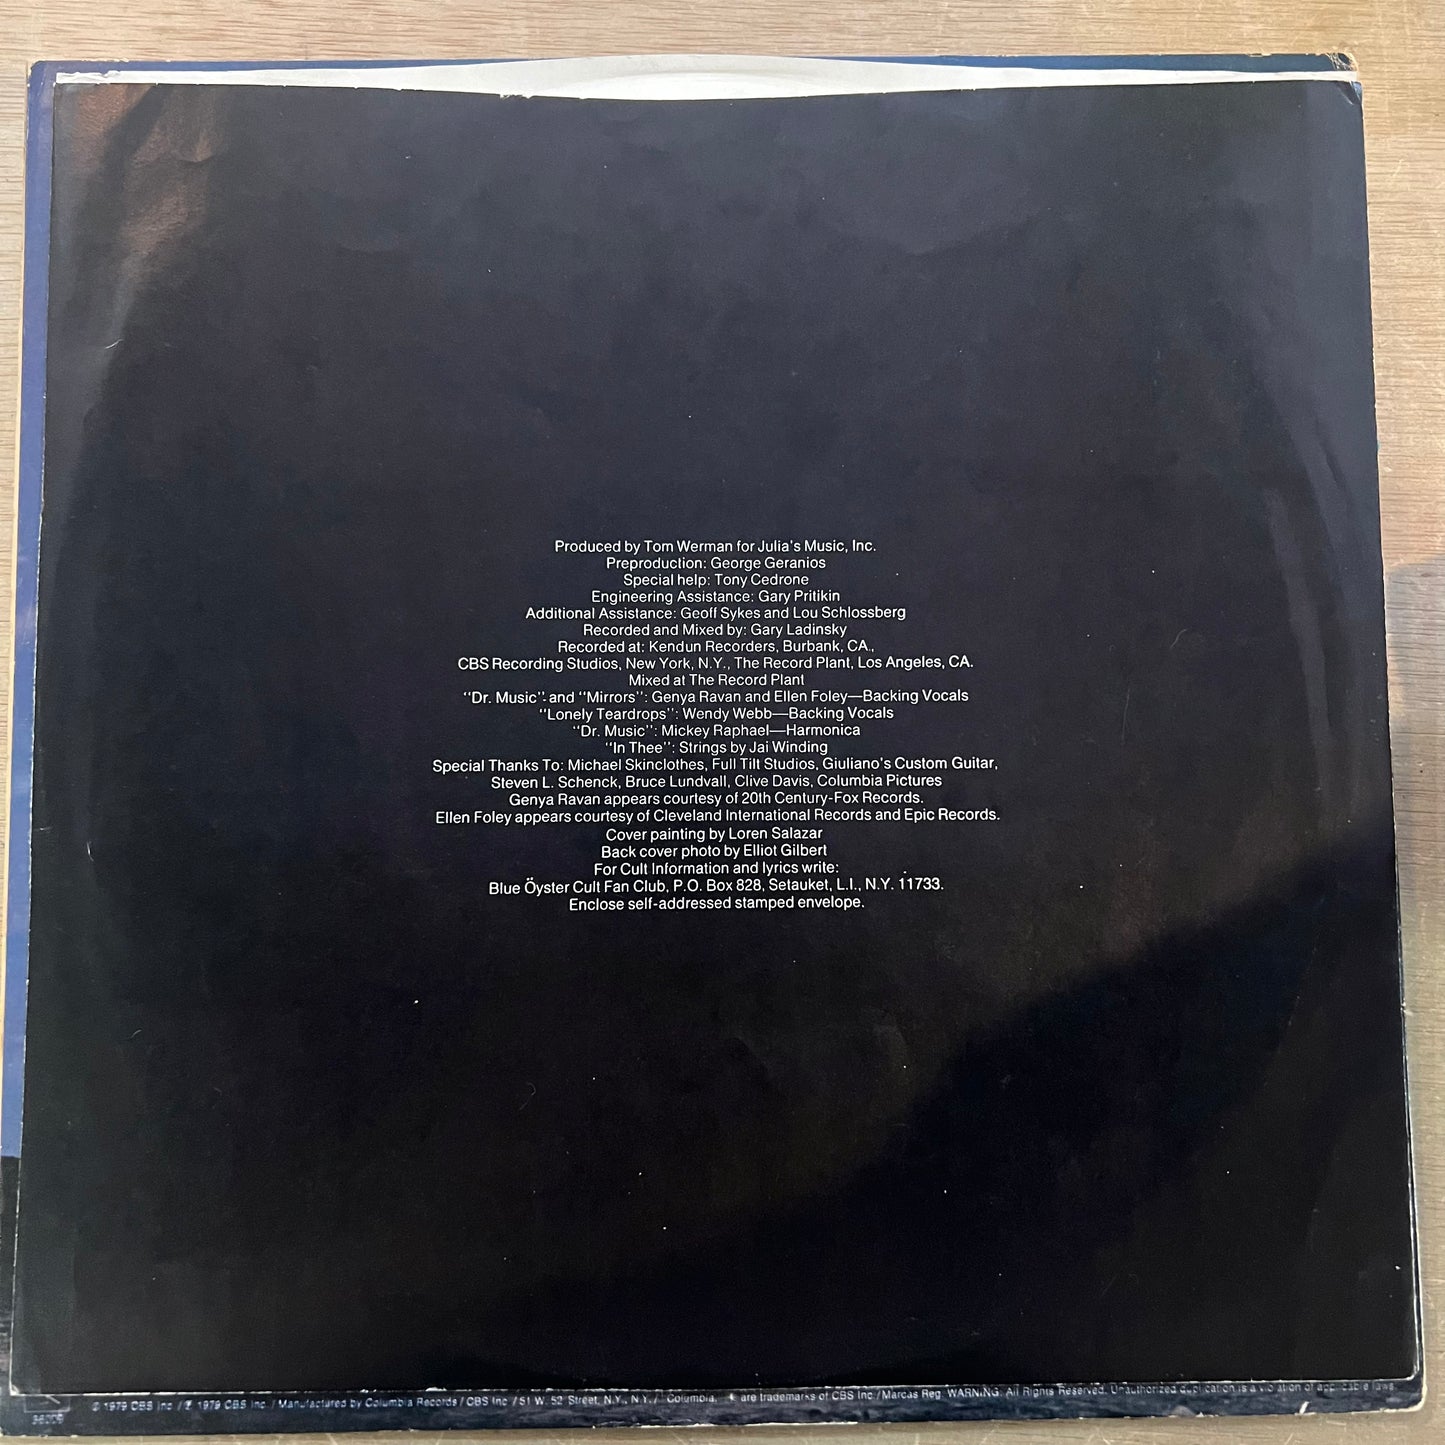 Produced by Tom Werman for Julia's Music, Inc.
Preproduction: George Geranios
Special help: Tony Cedrone
Engineering Assistance: Gary Pritikin
Additional Assistance: Geoff Sykes and Lou Schlossberg
Recorded and Mixed by: Gary Ladinsky
Recorded at: Kendun Recorders, Burbank, CA.,
CBS Recording Studios, New York, N.Y., The Record Plant, Los Angeles, CA.
Mixed at The Record Plant
"Dr. Music": and "Mirrors": Genya Ravan and Ellen Foley—Backing Vocals
"Lonely Teardrops": Wendy Webb—Backing Vocals
"Dr. Music": Mickey Raphael—Harmonica
"In Thee": Strings by Jai Winding
Special Thanks To: Michael Skinclothes, Full Tilt Studios, Giuliano's Custom Guitar,
Steven L. Schenck, Bruce Lundvall, Clive Davis, Columbia Pictures
Genya Ravan appears courtesy of 20th Century-Fox Records.
Ellen Foley appears courtesy of Cleveland International Records and Epic Records.
Cover painting by Loren Salazar
Back cover photo by Elliot Gilbert
For Cult Information and lyrics write:
Blue Öyster Cult Fan Club, P.O. Box 828, Setauket, L.I., N.Y. 11733.
Enclose self-addressed stamped envelope.
1979 CBS Inc. / 1979 CBS Inc. / Manufactured by Columbia Records / CBS Inc. / 51 W. 52 Street, N.Y., N.Y. / Columbia, are trademarks of CBS Inc./Marcas Reg. WARNING: All Rights Reserved. Unauthorized duplication is a violation of applicable laws.